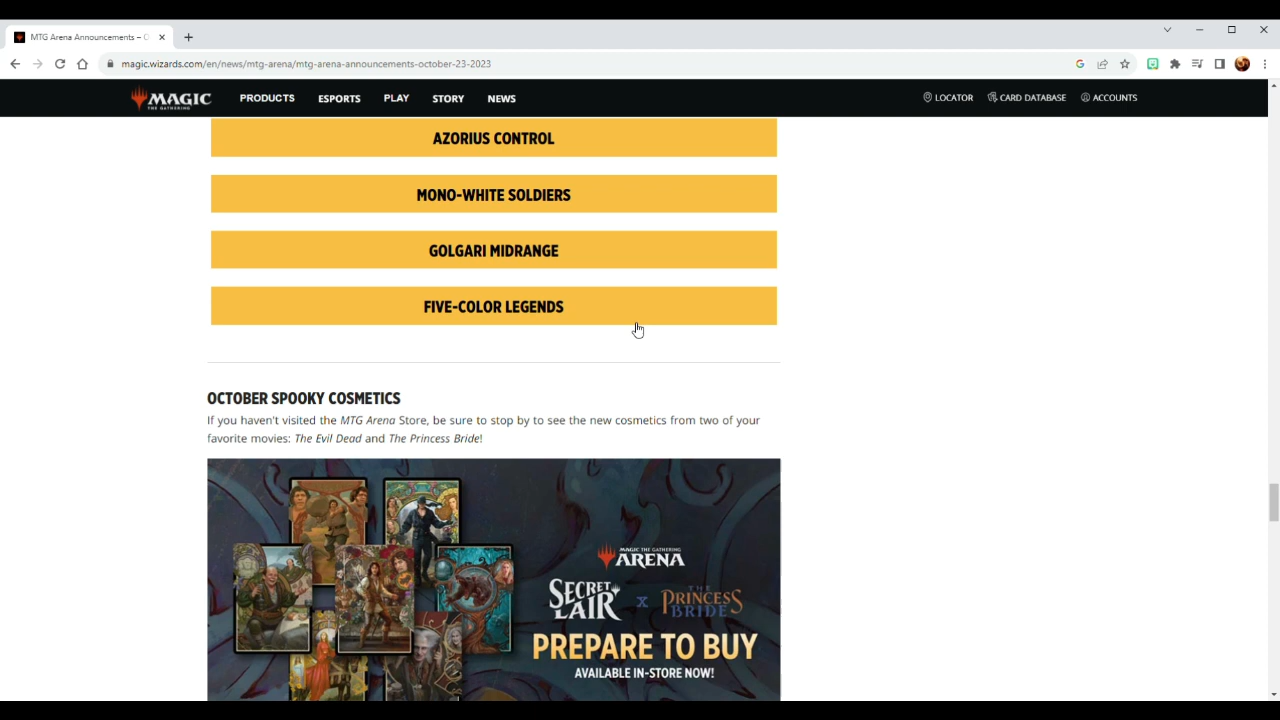 MTG Arena Announcements – O
magic.wizards.com/en/news/mtg-arena/mtg-arena-announcements-october-23-2023
MAGIC
THE GATHERING
PRODUCTS ESPORTS PLAY STORY NEWS
LOCATOR CARD DATABASE ACCOUNTS
AZORIUS CONTROL
MONO-WHITE SOLDIERS
GOLGARI MIDRANGE
FIVE-COLOR LEGENDS
OCTOBER SPOOKY COSMETICS
If you haven't visited the MTG Arena Store, be sure to stop by to see the new cosmetics from two of your
favorite movies: The Evil Dead and The Princess Bride!
MAGIC THE GATHERING
ARENA
SECRET
LAIR x THE
PRINCESS
BRIDE
PREPARE TO BUY
AVAILABLE IN-STORE NOW!